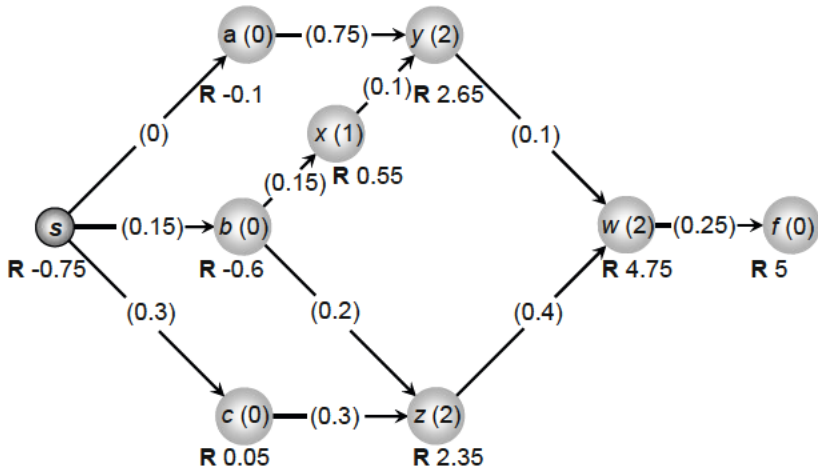 a (0)
(0.75)
y (2)
R -0.1
(0.1)
R 2.65
x (1)
(0)
(0.1)
(0.15)
R 0.55
s
(0.15)
b (0)
w (2)
(0.25)
f (0)
R -0.75
R -0.6
R 4.75
R 5
(0.3)
(0.2)
(0.4)
c (0)
(0.3)
z (2)
R 0.05
R 2.35